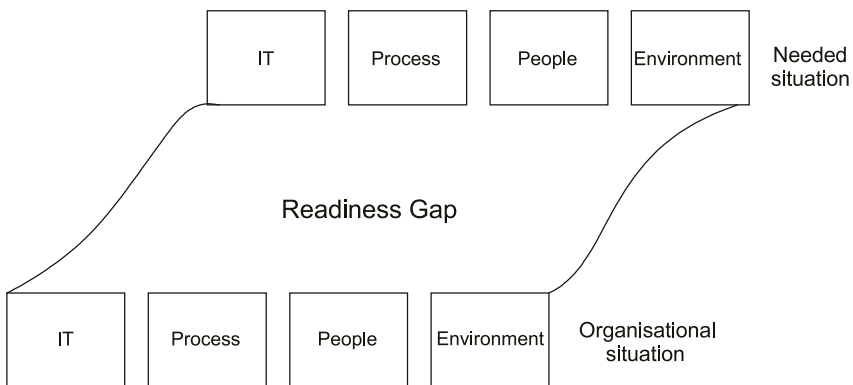 IT
Process
People
Environment
Needed
situation
Readiness Gap
IT
Process
People
Environment
Organisational
situation